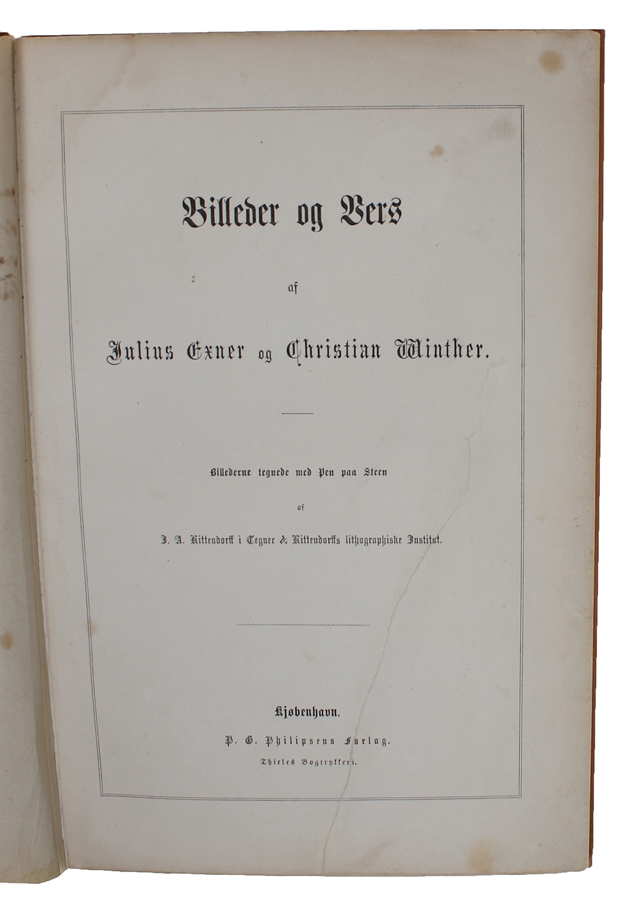 Billeder og Vers
af
Julius Exner og Christian Winther.
Billederne tegnede med Pen paa Steen
af
J. A. Kittendorff i Tegner & Kittendorffs lithographiske Institut.
Kjøbenhavn.
P. G. Philipsens Forlag.
Thieles Bogtrykkeri.